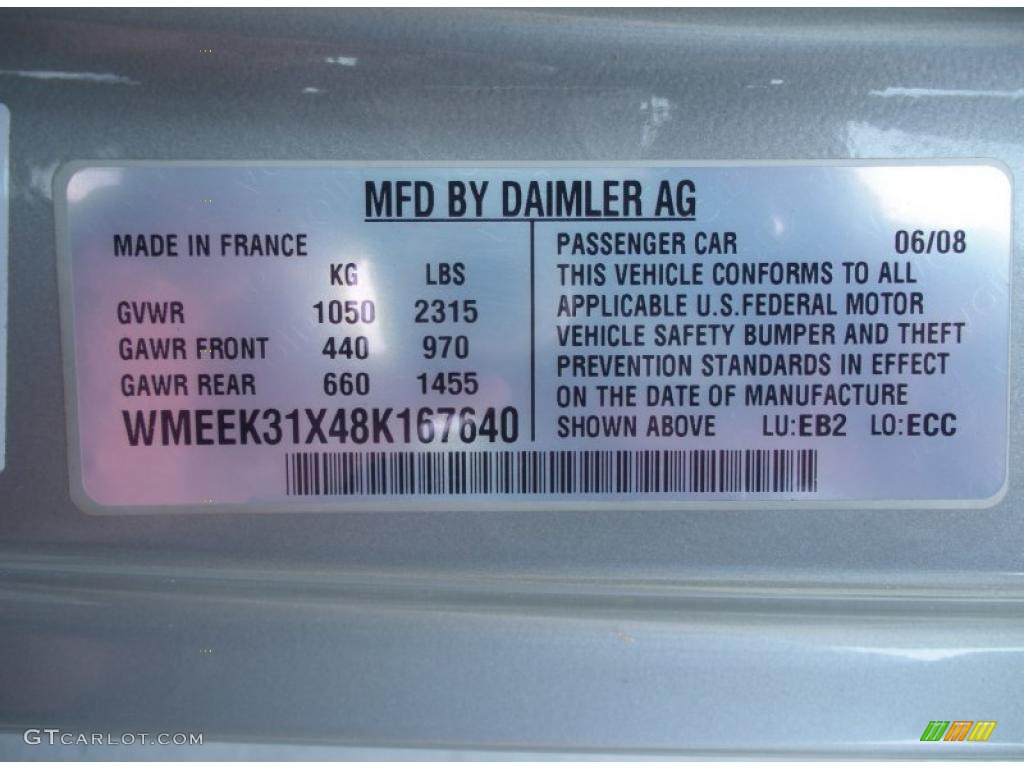 MFD BY DAIMLER AG
MADE IN FRANCE
KG LBS
GVWR 1050 2315
GAWR FRONT 440 970
GAWR REAR 660 1455
WMEEK31X48K167640
PASSENGER CAR 06/08
THIS VEHICLE CONFORMS TO ALL
APPLICABLE U.S.FEDERAL MOTOR
VEHICLE SAFETY BUMPER AND THEFT
PREVENTION STANDARDS IN EFFECT
ON THE DATE OF MANUFACTURE
SHOWN ABOVE LU:EB2 LO:ECC
GTCARLOT.COM